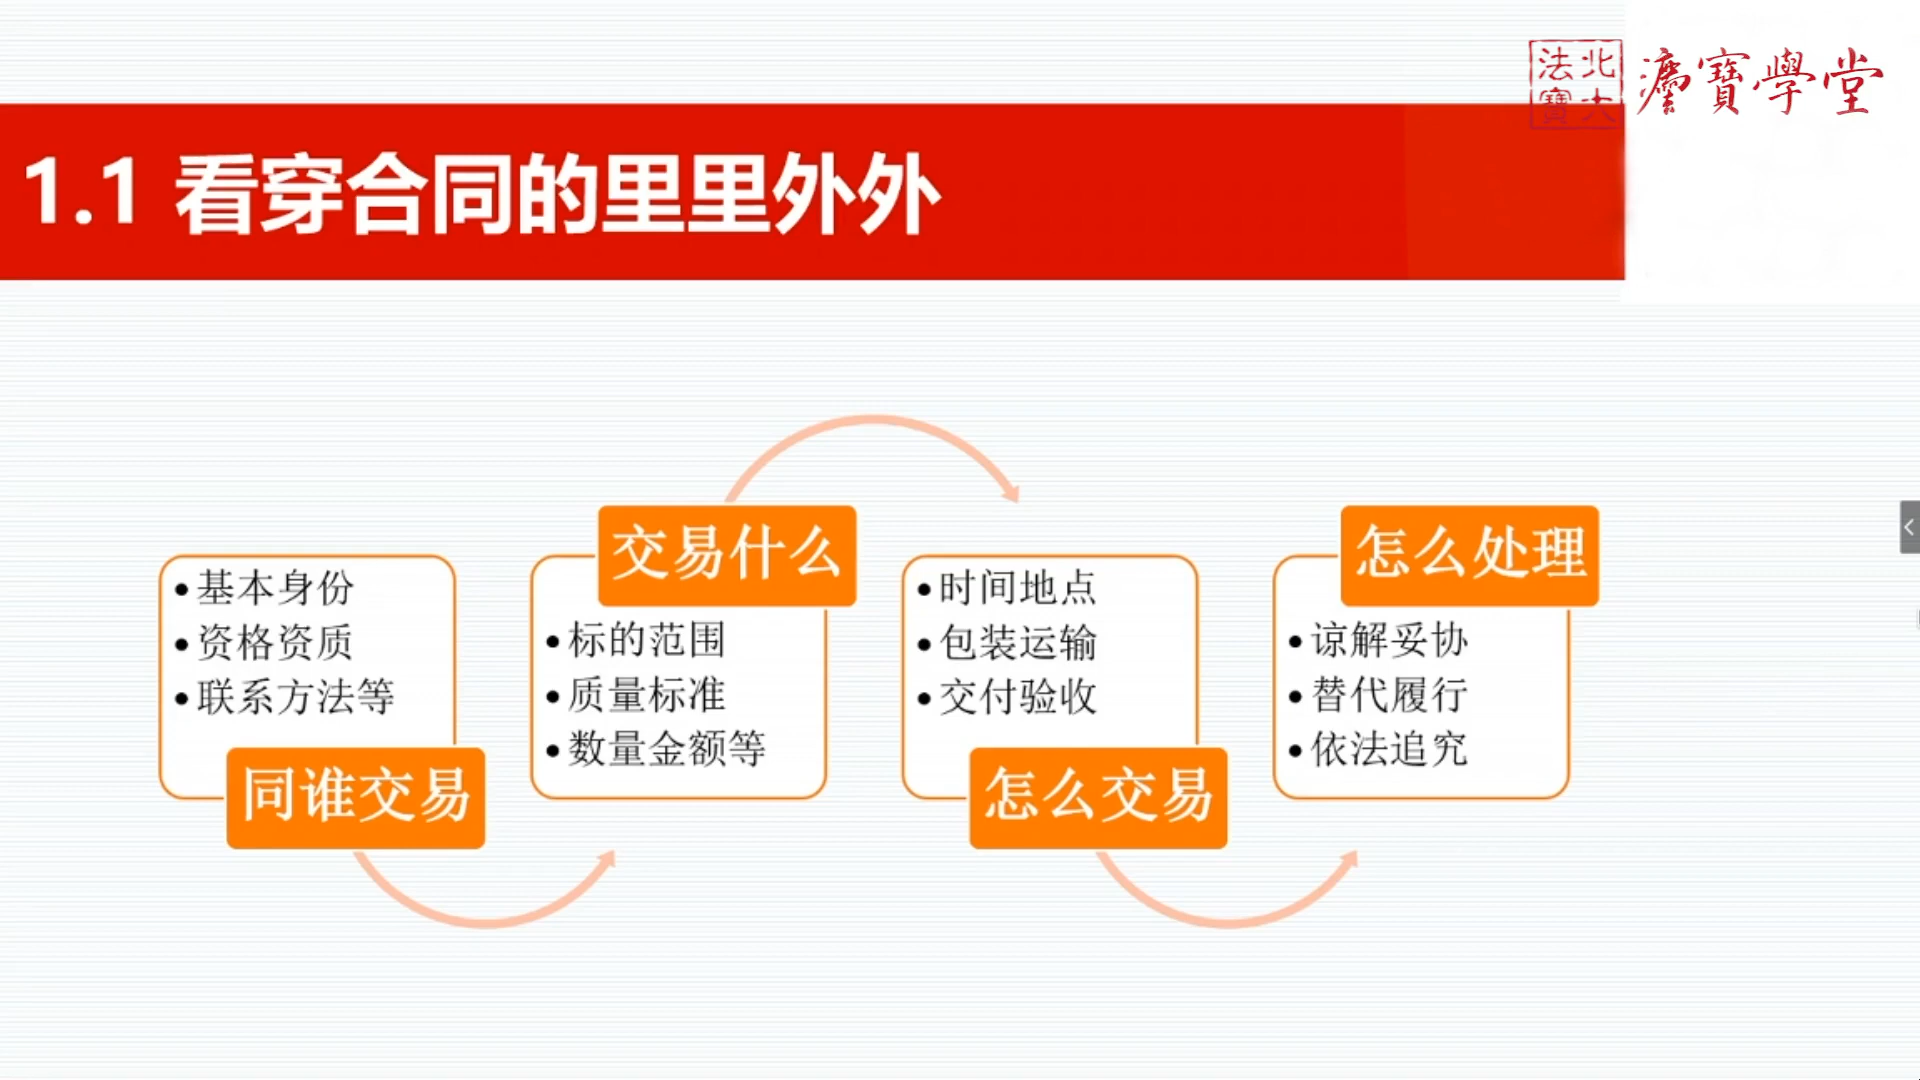 北大
法寶
灋寶學堂
1.1 看穿合同的里里外外
•基本身份
•资格资质
•联系方法等
同谁交易
交易什么
•标的范围
•质量标准
•数量金额等
•时间地点
•包装运输
•交付验收
怎么交易
怎么处理
•谅解妥协
•替代履行
•依法追究